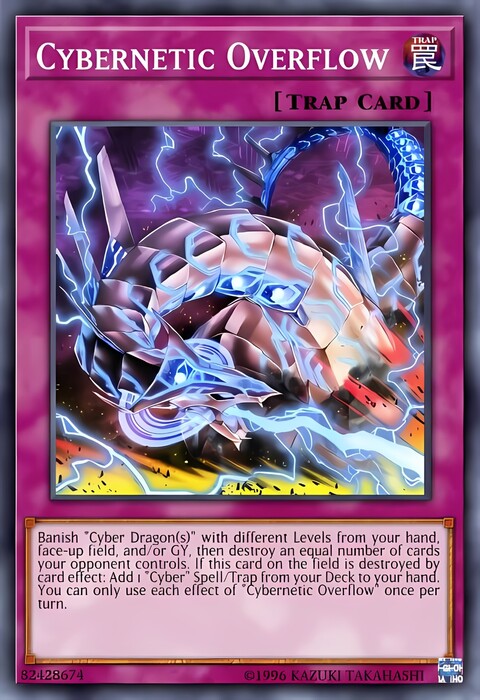 CYBERNETIC OVERFLOW
TRAP
罠
[TRAP CARD]
Banish "Cyber Dragon(s)" with different Levels from your hand,
face-up field, and/or GY, then destroy an equal number of cards
your opponent controls. If this card on the field is destroyed by
card effect: Add 1 "Cyber" Spell/Trap from your Deck to your hand.
You can only use each effect of "Cybernetic Overflow" once per
turn.
82428674
©1996 KAZUKI TAKAHASHI